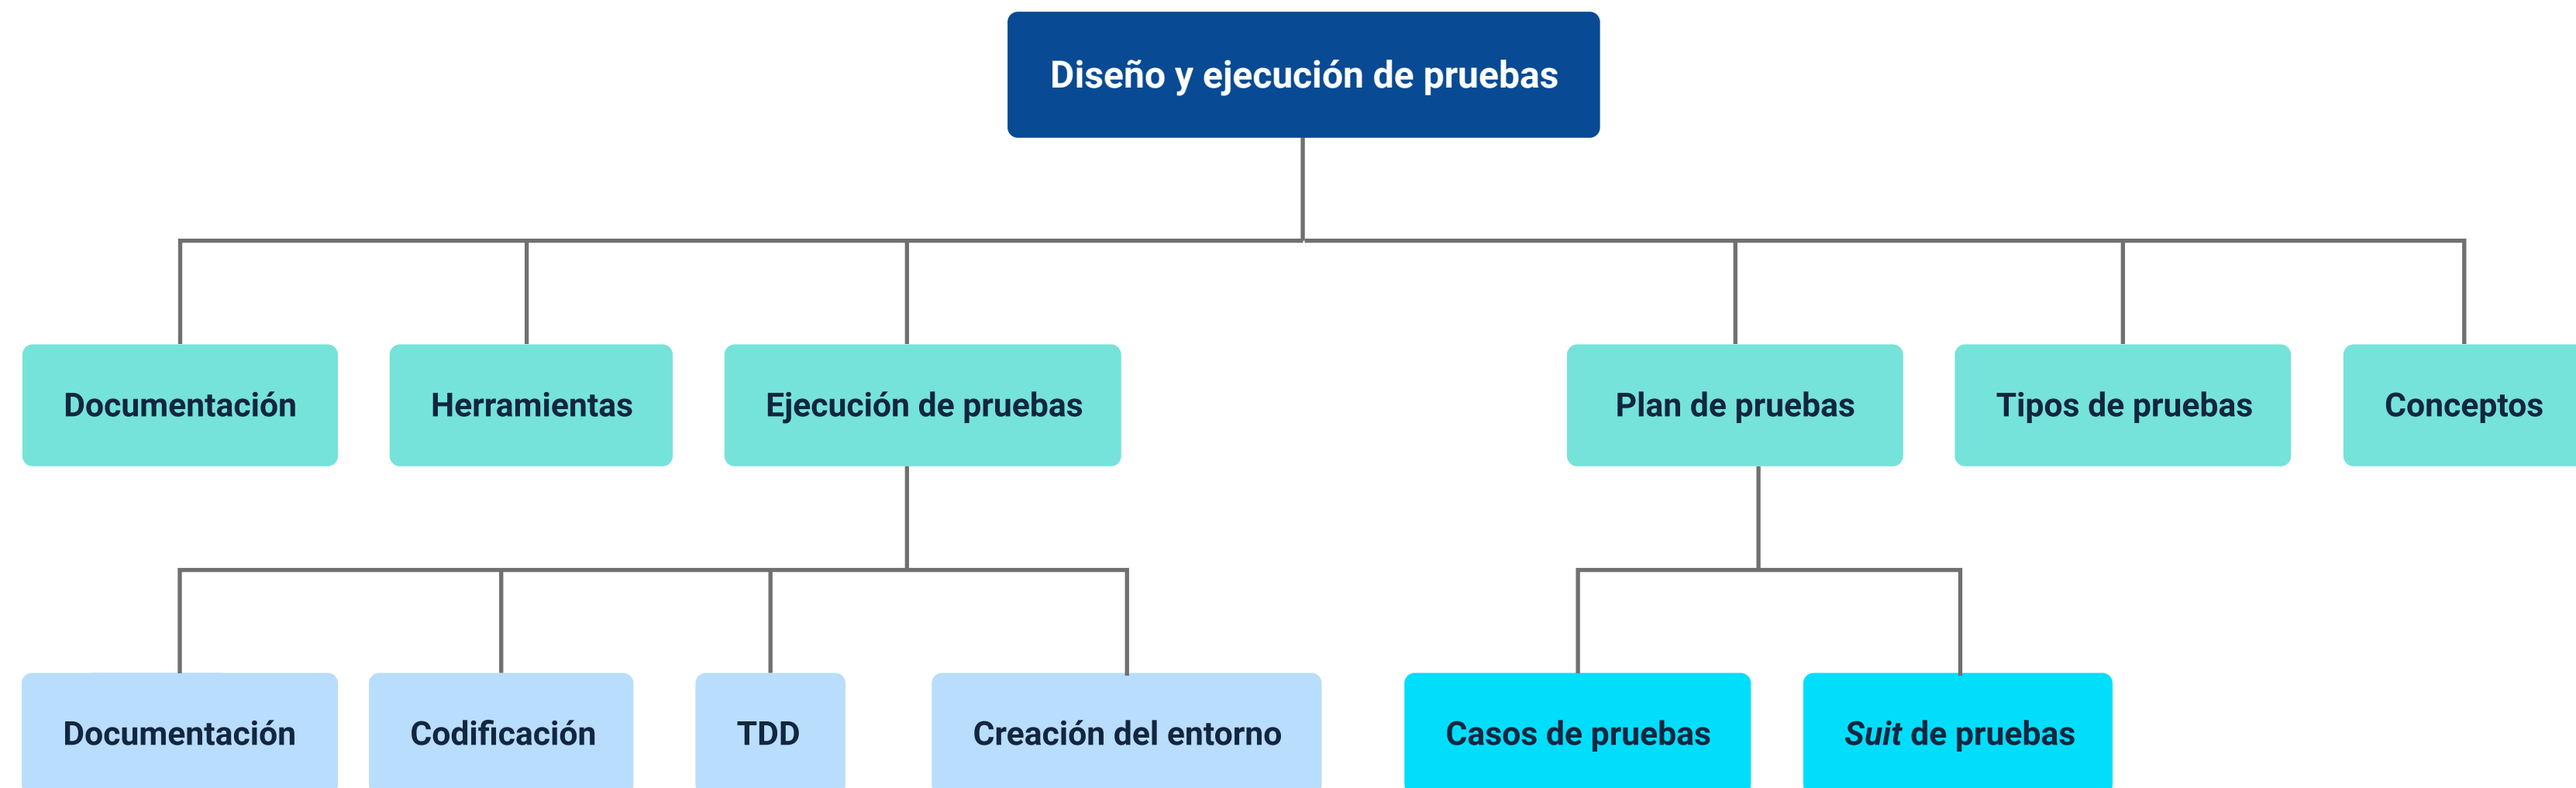 Diseño y ejecución de pruebas
Documentación
Herramientas
Ejecución de pruebas
Plan de pruebas
Tipos de pruebas
Conceptos
Documentación
Codificación
TDD
Creación del entorno
Casos de pruebas
Suit de pruebas